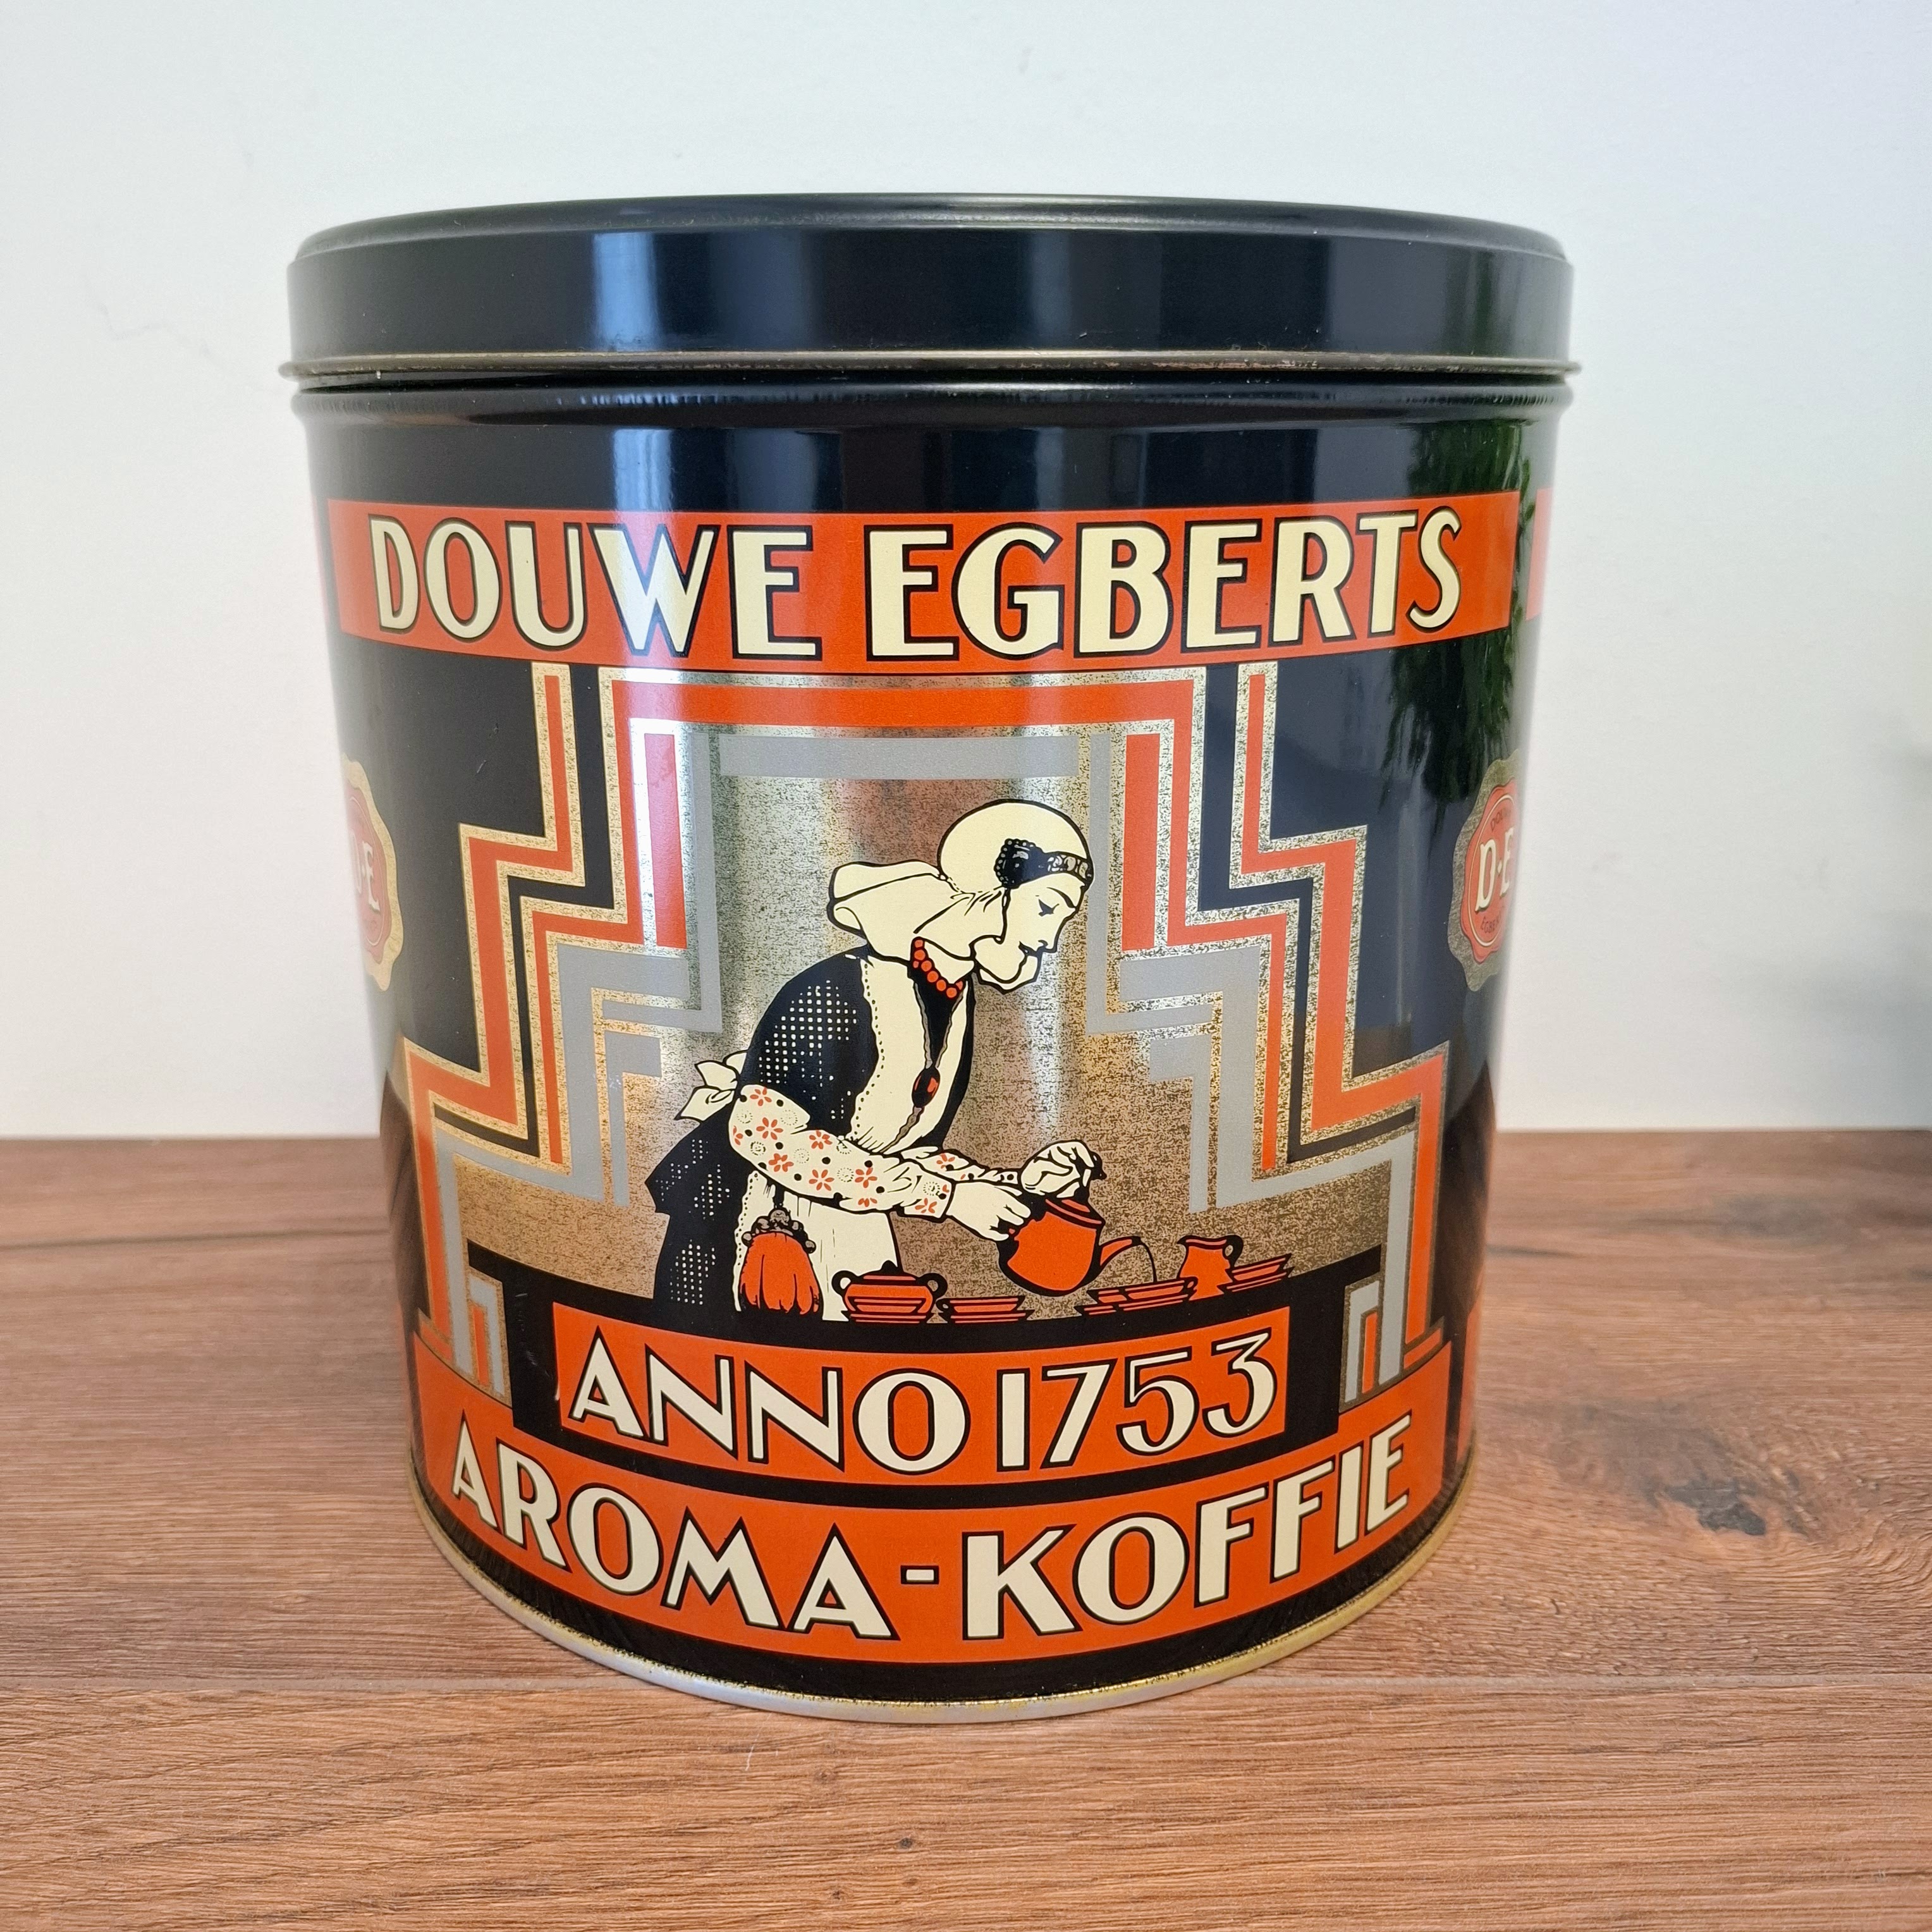 DOUWE EGBERTS
D·E
ANNO 1753
AROMA-KOFFIE